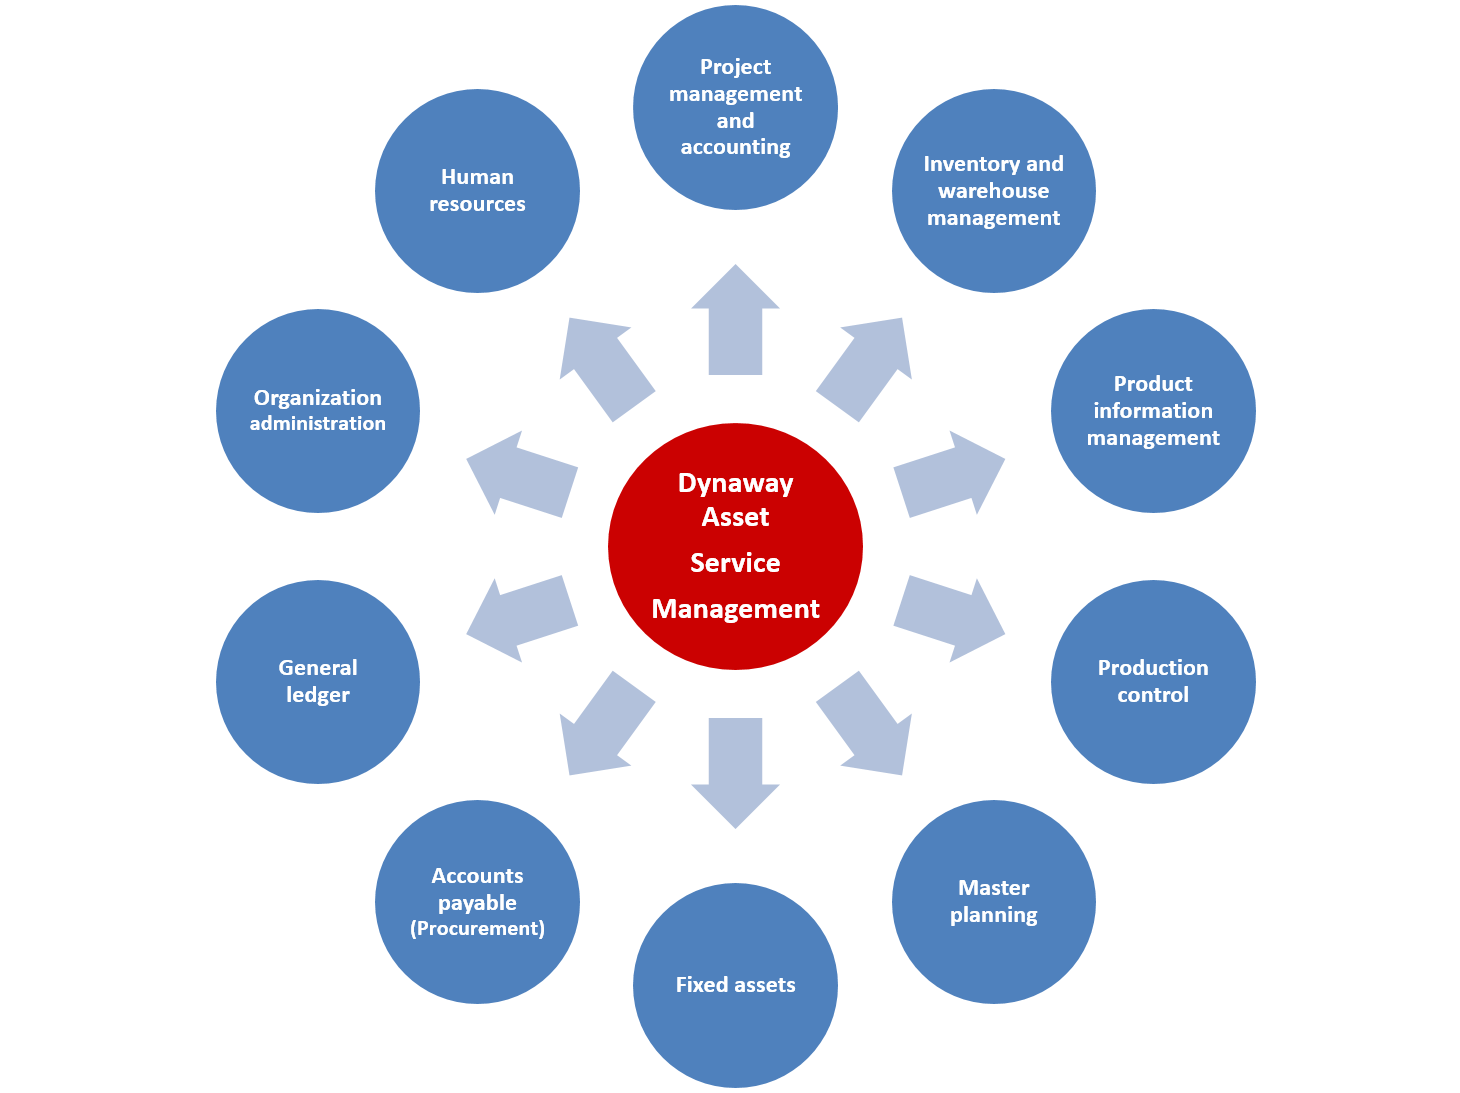 Project
management
and
accounting
Inventory and
warehouse
management
Product
information
management
Production
control
Master
planning
Fixed assets
Accounts
payable
(Procurement)
General
ledger
Organization
administration
Human
resources
Dynaway
Asset
Service
Management